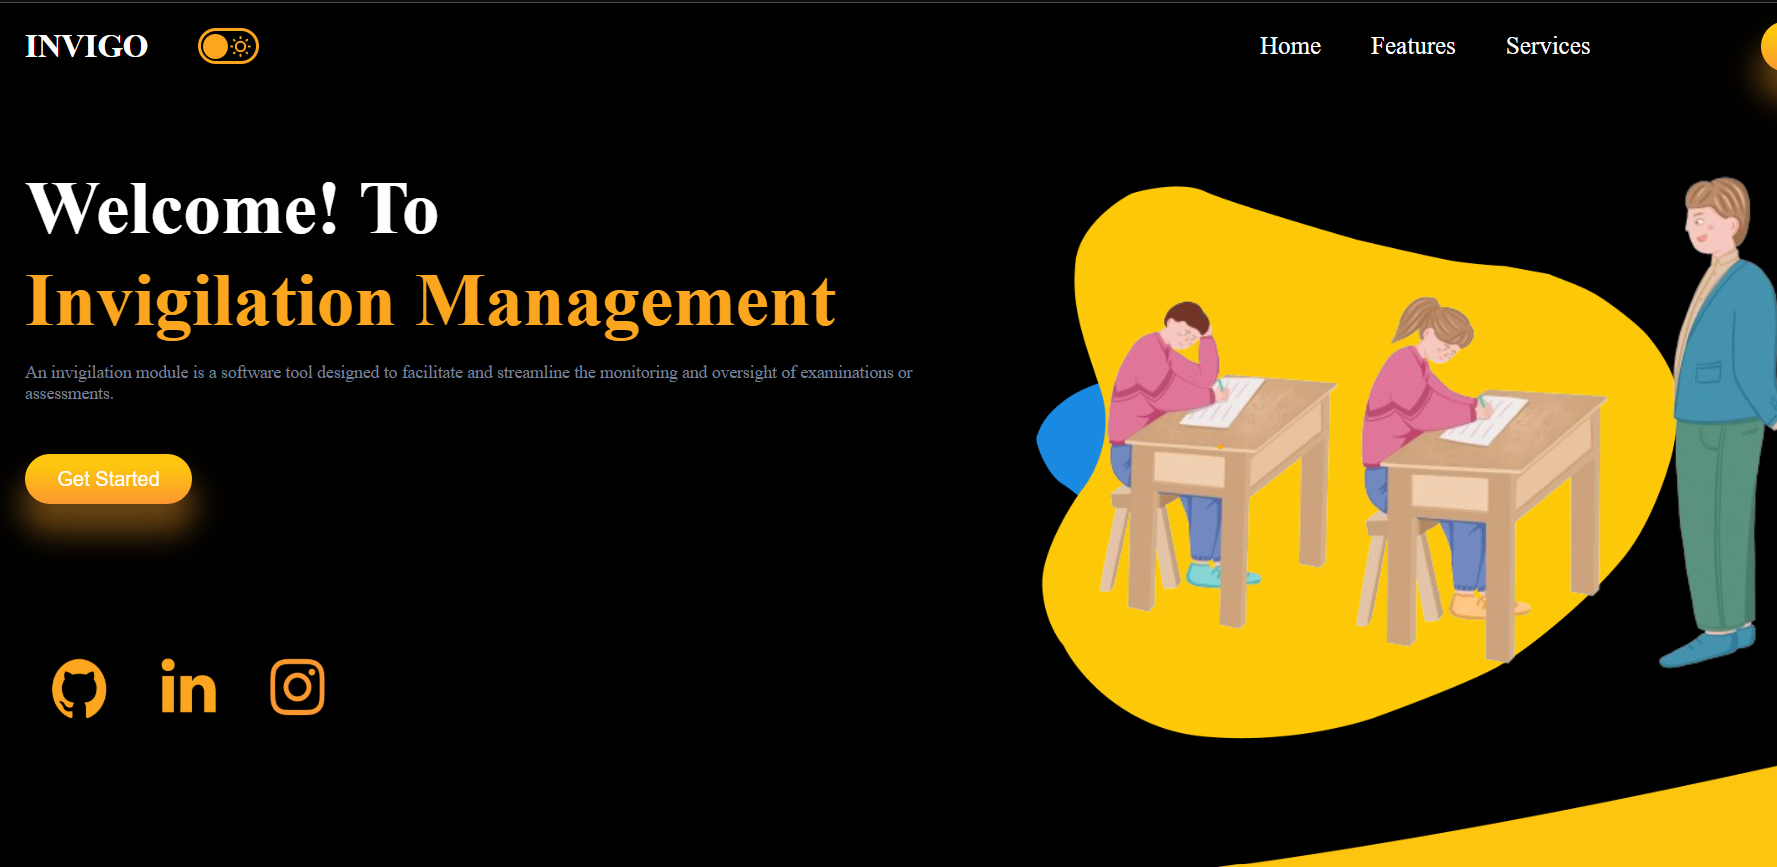 INVIGO
Home Features Services
Welcome! To
Invigilation Management
An invigilation module is a software tool designed to facilitate and streamline the monitoring and oversight of examinations or
assessments.
Get Started
in